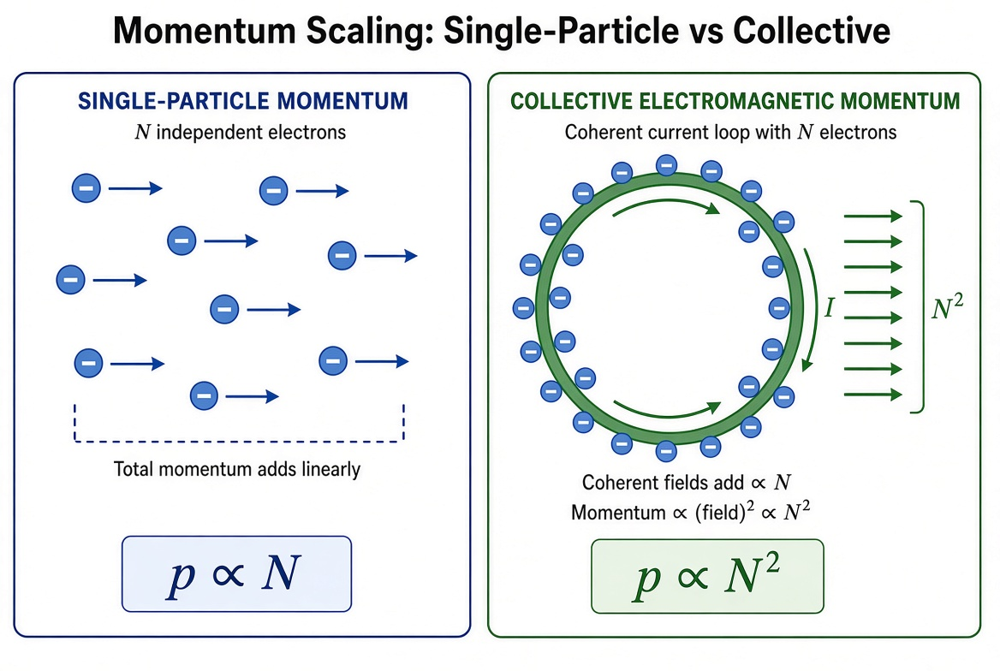 Momentum Scaling: Single-Particle vs Collective
SINGLE-PARTICLE MOMENTUM
N independent electrons
Total momentum adds linearly
p ∝ N
COLLECTIVE ELECTROMAGNETIC MOMENTUM
Coherent current loop with N electrons
I
N²
Coherent fields add ∝ N
Momentum ∝ (field)² ∝ N²
p ∝ N²